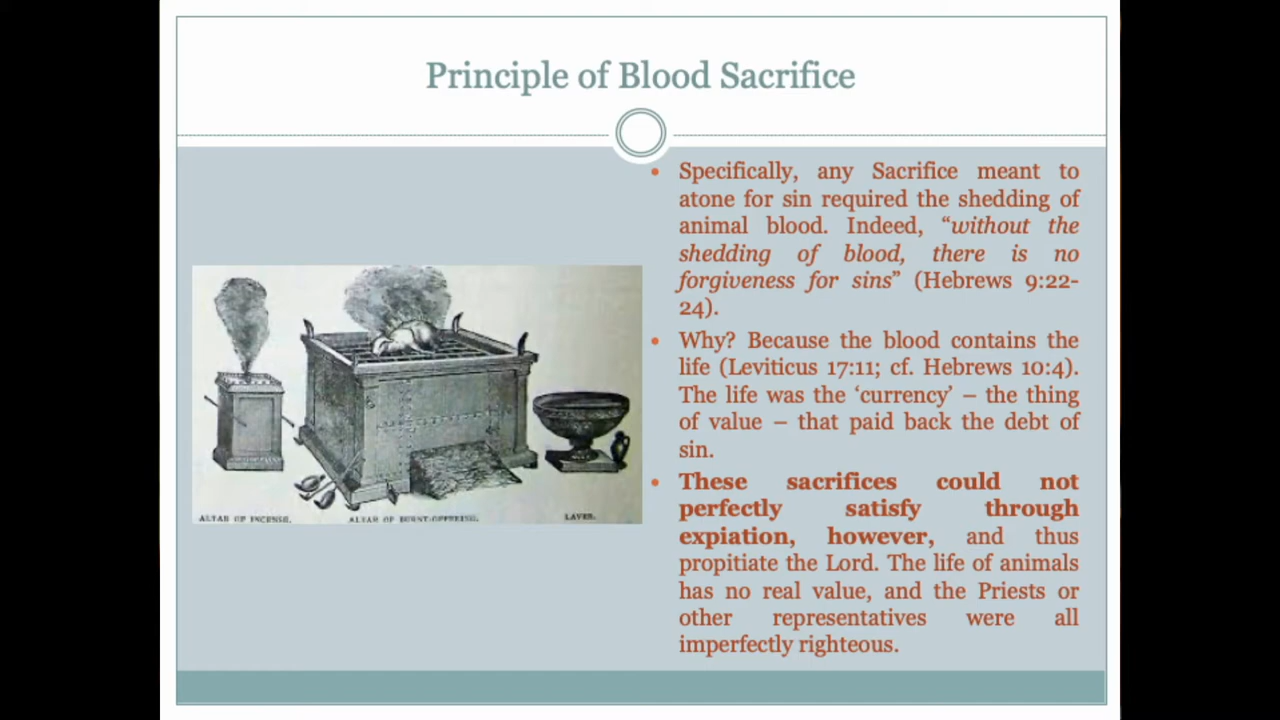 Principle of Blood Sacrifice
• Specifically, any Sacrifice meant to
atone for sin required the shedding of
animal blood. Indeed, “without the
shedding of blood, there is no
forgiveness for sins” (Hebrews 9:22-
24).
• Why? Because the blood contains the
life (Leviticus 17:11; cf. Hebrews 10:4).
The life was the ‘currency’ – the thing
of value – that paid back the debt of
sin.
• These sacrifices could not
perfectly satisfy through
expiation, however, and thus
propitiate the Lord. The life of animals
has no real value, and the Priests or
other representatives were all
imperfectly righteous.
ALTAR OF INCENSE. ALTAR OF BURNT-OFFERING. LAVER.